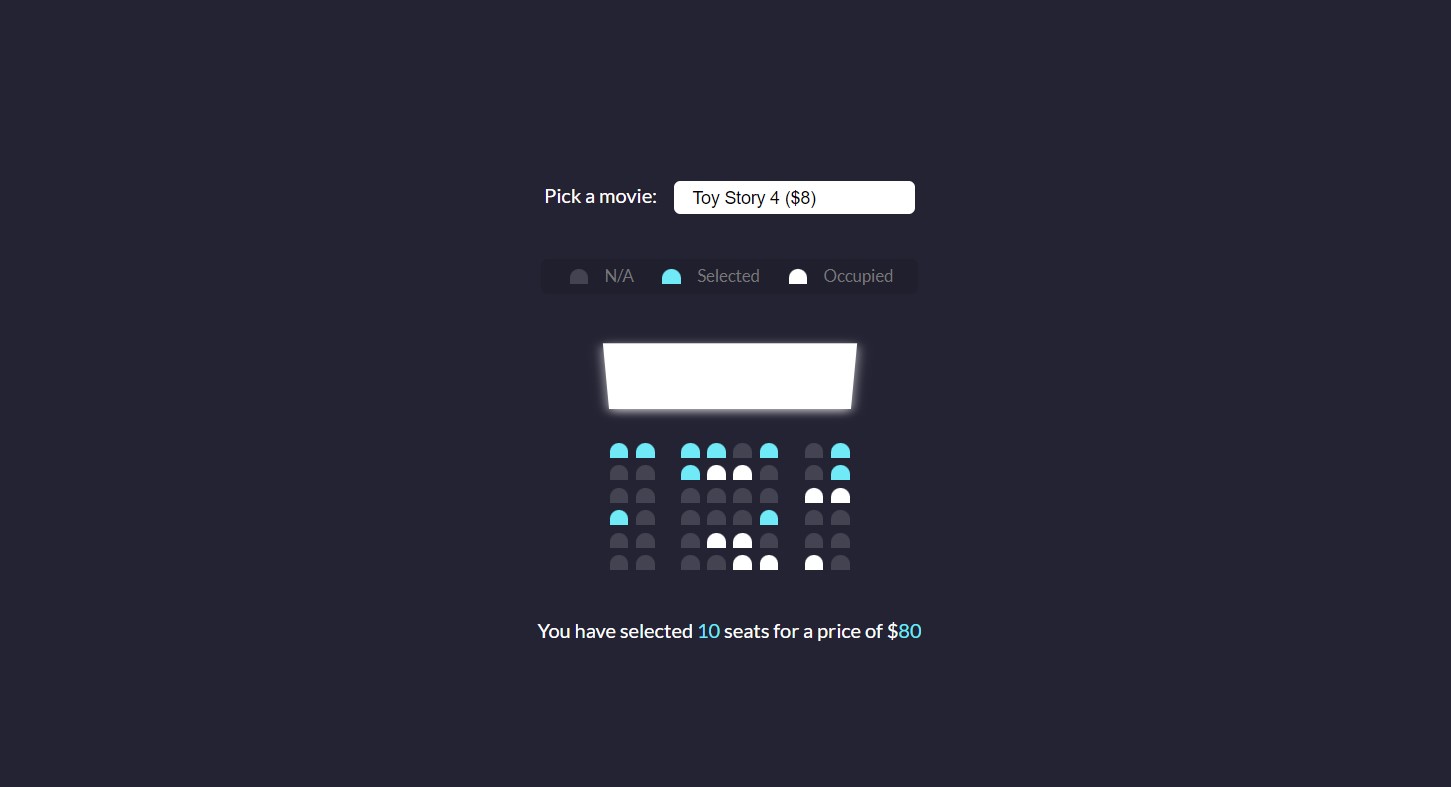 Pick a movie: Toy Story 4 ($8)
N/A Selected Occupied
You have selected 10 seats for a price of $80